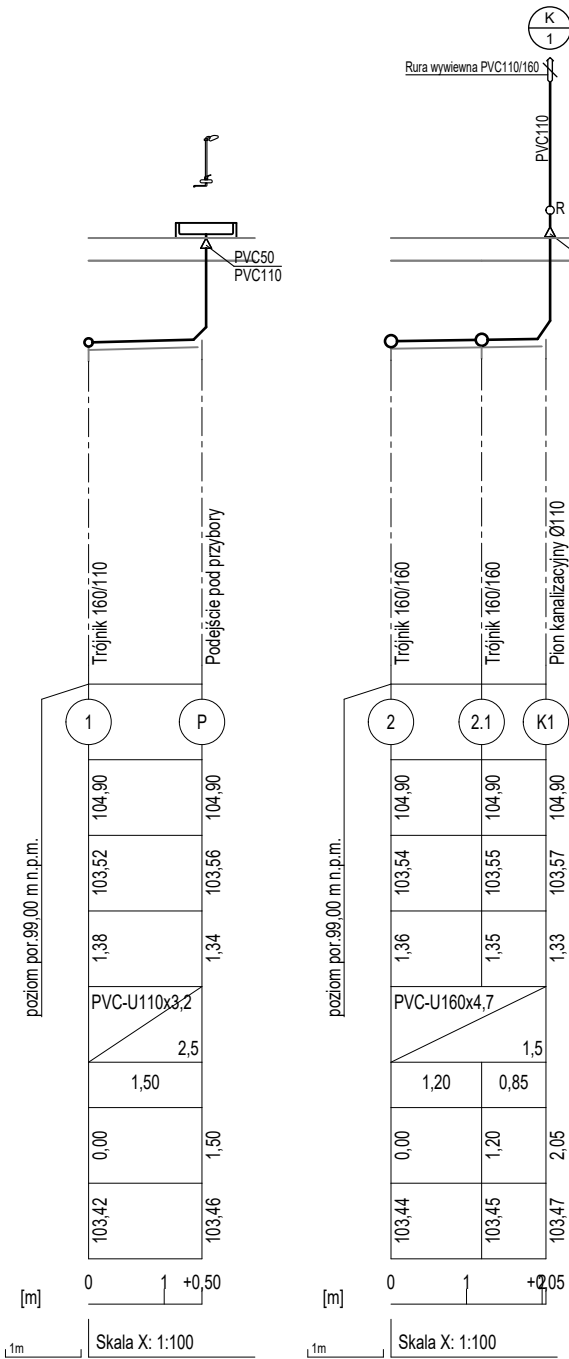 K
1
Rura wywiewna PVC110/160
PVC110
R
PVC50
PVC110
Trójnik 160/110
Podejście pod przybory
Trójnik 160/160
Trójnik 160/160
Pion kanalizacyjny Ø110
poziom por.99,00 m n.p.m.
1
P
104,90
104,90
103,52
103,56
1,38
1,34
PVC-U110x3,2
2,5
1,50
0,00
1,50
103,42
103,46
[m]
0 1 +0,50
1m
Skala X: 1:100
poziom por.99,00 m n.p.m.
2
2.1
K1
104,90
104,90
104,90
103,54
103,55
103,57
1,36
1,35
1,33
PVC-U160x4,7
1,5
1,20
0,85
0,00
1,20
2,05
103,44
103,45
103,47
[m]
0 1
1m
Skala X: 1:100